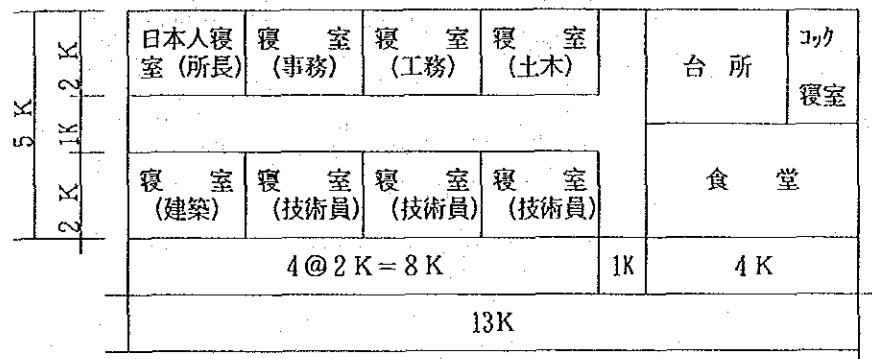 日本人寝室(所長)
寝室(事務)
寝室(工務)
寝室(土木)
台所
コック寝室
5K
2K
1K
2K
寝室(建築)
寝室(技術員)
寝室(技術員)
寝室(技術員)
食堂
4@2K=8K
1K
4K
13K